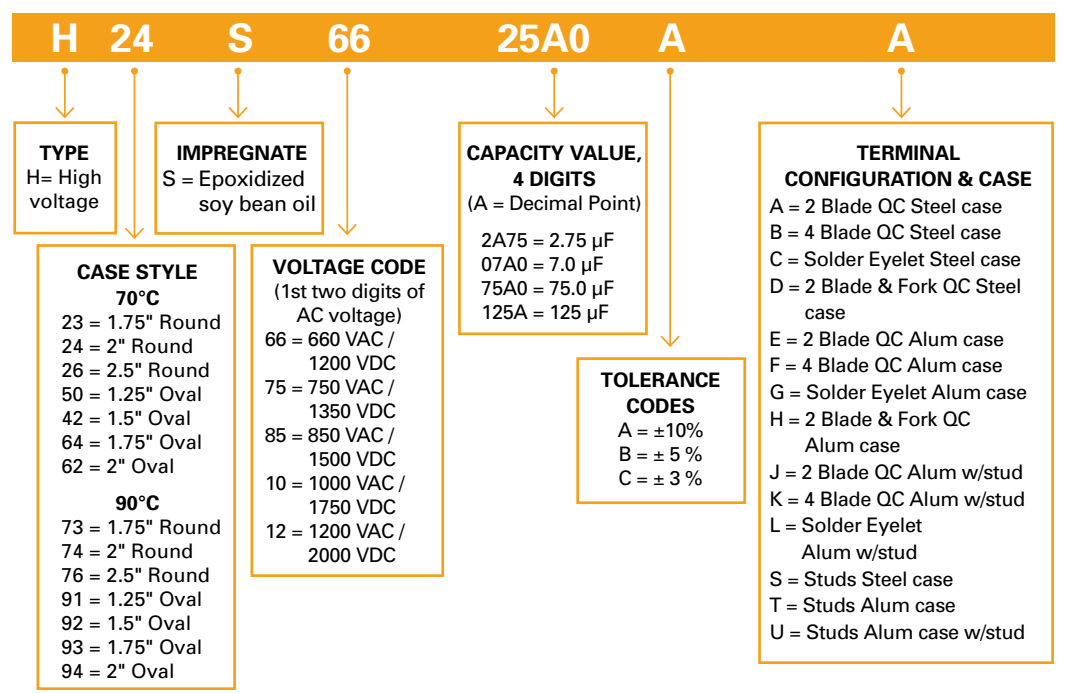 H 24 S 66 25A0 A A
TYPE
H= High
voltage
IMPREGNATE
S = Epoxidized
soy bean oil
CASE STYLE
70°C
23 = 1.75" Round
24 = 2" Round
26 = 2.5" Round
50 = 1.25" Oval
42 = 1.5" Oval
64 = 1.75" Oval
62 = 2" Oval
90°C
73 = 1.75" Round
74 = 2" Round
76 = 2.5" Round
91 = 1.25" Oval
92 = 1.5" Oval
93 = 1.75" Oval
94 = 2" Oval
VOLTAGE CODE
(1st two digits of
AC voltage)
66 = 660 VAC /
1200 VDC
75 = 750 VAC /
1350 VDC
85 = 850 VAC /
1500 VDC
10 = 1000 VAC /
1750 VDC
12 = 1200 VAC /
2000 VDC
CAPACITY VALUE,
4 DIGITS
(A = Decimal Point)
2A75 = 2.75 µF
07A0 = 7.0 µF
75A0 = 75.0 µF
125A = 125 µF
TOLERANCE
CODES
A = ±10%
B = ± 5 %
C = ± 3 %
TERMINAL
CONFIGURATION & CASE
A = 2 Blade QC Steel case
B = 4 Blade QC Steel case
C = Solder Eyelet Steel case
D = 2 Blade & Fork QC Steel
case
E = 2 Blade QC Alum case
F = 4 Blade QC Alum case
G = Solder Eyelet Alum case
H = 2 Blade & Fork QC
Alum case
J = 2 Blade QC Alum w/stud
K = 4 Blade QC Alum w/stud
L = Solder Eyelet
Alum w/stud
S = Studs Steel case
T = Studs Alum case
U = Studs Alum case w/stud